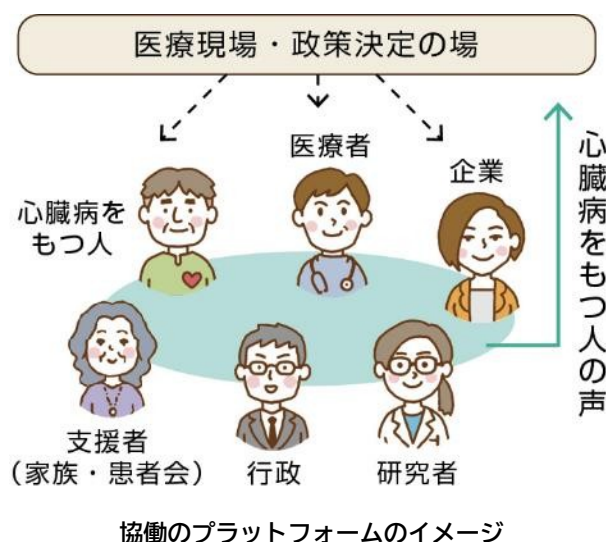 医療現場・政策決定の場
医療者
企業
心臓病を
もつ人
心臓病をもつ人の声
支援者
（家族・患者会）
行政
研究者
協働のプラットフォームのイメージ